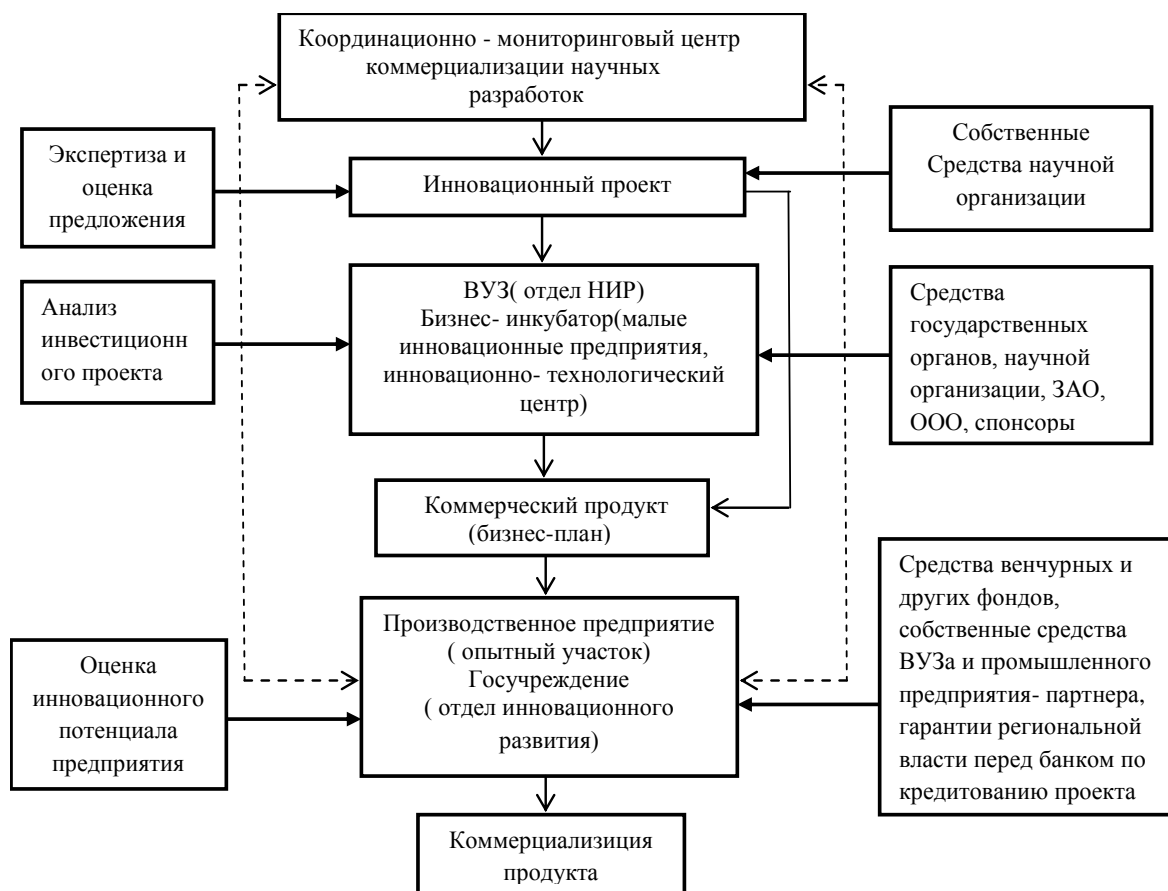 Координационно - мониторинговый центр
коммерциализации научных
разработок
Экспертиза и
оценка
предложения
Инновационный проект
Собственные
Средства научной
организации
Анализ
инвестиционн
ого проекта
ВУЗ( отдел НИР)
Бизнес- инкубатор(малые
инновационные предприятия,
инновационно- технологический
центр)
Средства
государственных
органов, научной
организации, ЗАО,
ООО, спонсоры
Коммерческий продукт
(бизнес-план)
Оценка
инновационного
потенциала
предприятия
Производственное предприятие
( опытный участок)
Госучреждение
( отдел инновационного
развития)
Средства венчурных и
других фондов,
собственные средства
ВУЗа и промышленного
предприятия- партнера,
гарантии региональной
власти перед банком по
кредитованию проекта
Коммерциализиция
продукта